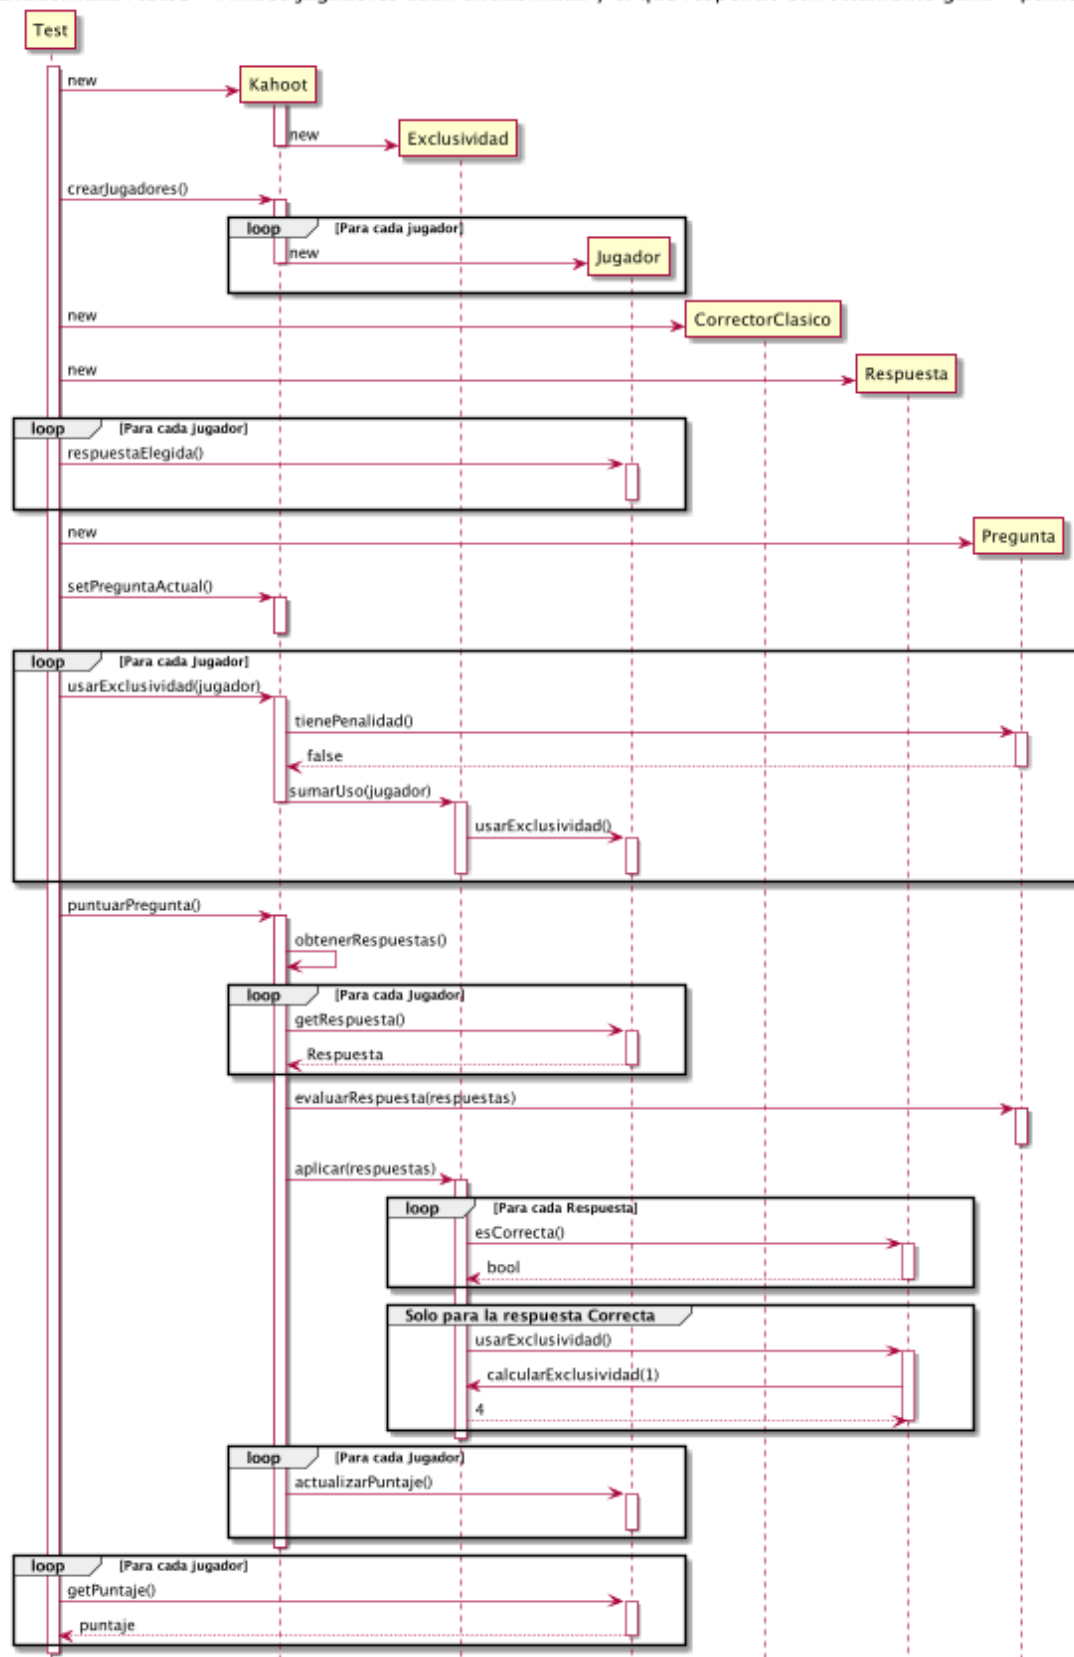 Test
new
Kahoot
new
Exclusividad
crearJugadores()
loop [Para cada jugador]
new
Jugador
new
CorrectorClasico
new
Respuesta
loop [Para cada jugador]
respuestaElegida()
new
Pregunta
setPreguntaActual()
loop [Para cada Jugador]
usarExclusividad(jugador)
tienePenalidad()
false
sumarUso(jugador)
usarExclusividad()
puntuarPregunta()
obtenerRespuestas()
loop [Para cada Jugador]
getRespuesta()
Respuesta
evaluarRespuesta(respuestas)
aplicar(respuestas)
loop [Para cada Respuesta]
esCorrecta()
bool
Solo para la respuesta Correcta
usarExclusividad()
calcularExclusividad(1)
4
loop [Para cada Jugador]
actualizarPuntaje()
loop [Para cada jugador]
getPuntaje()
puntaje